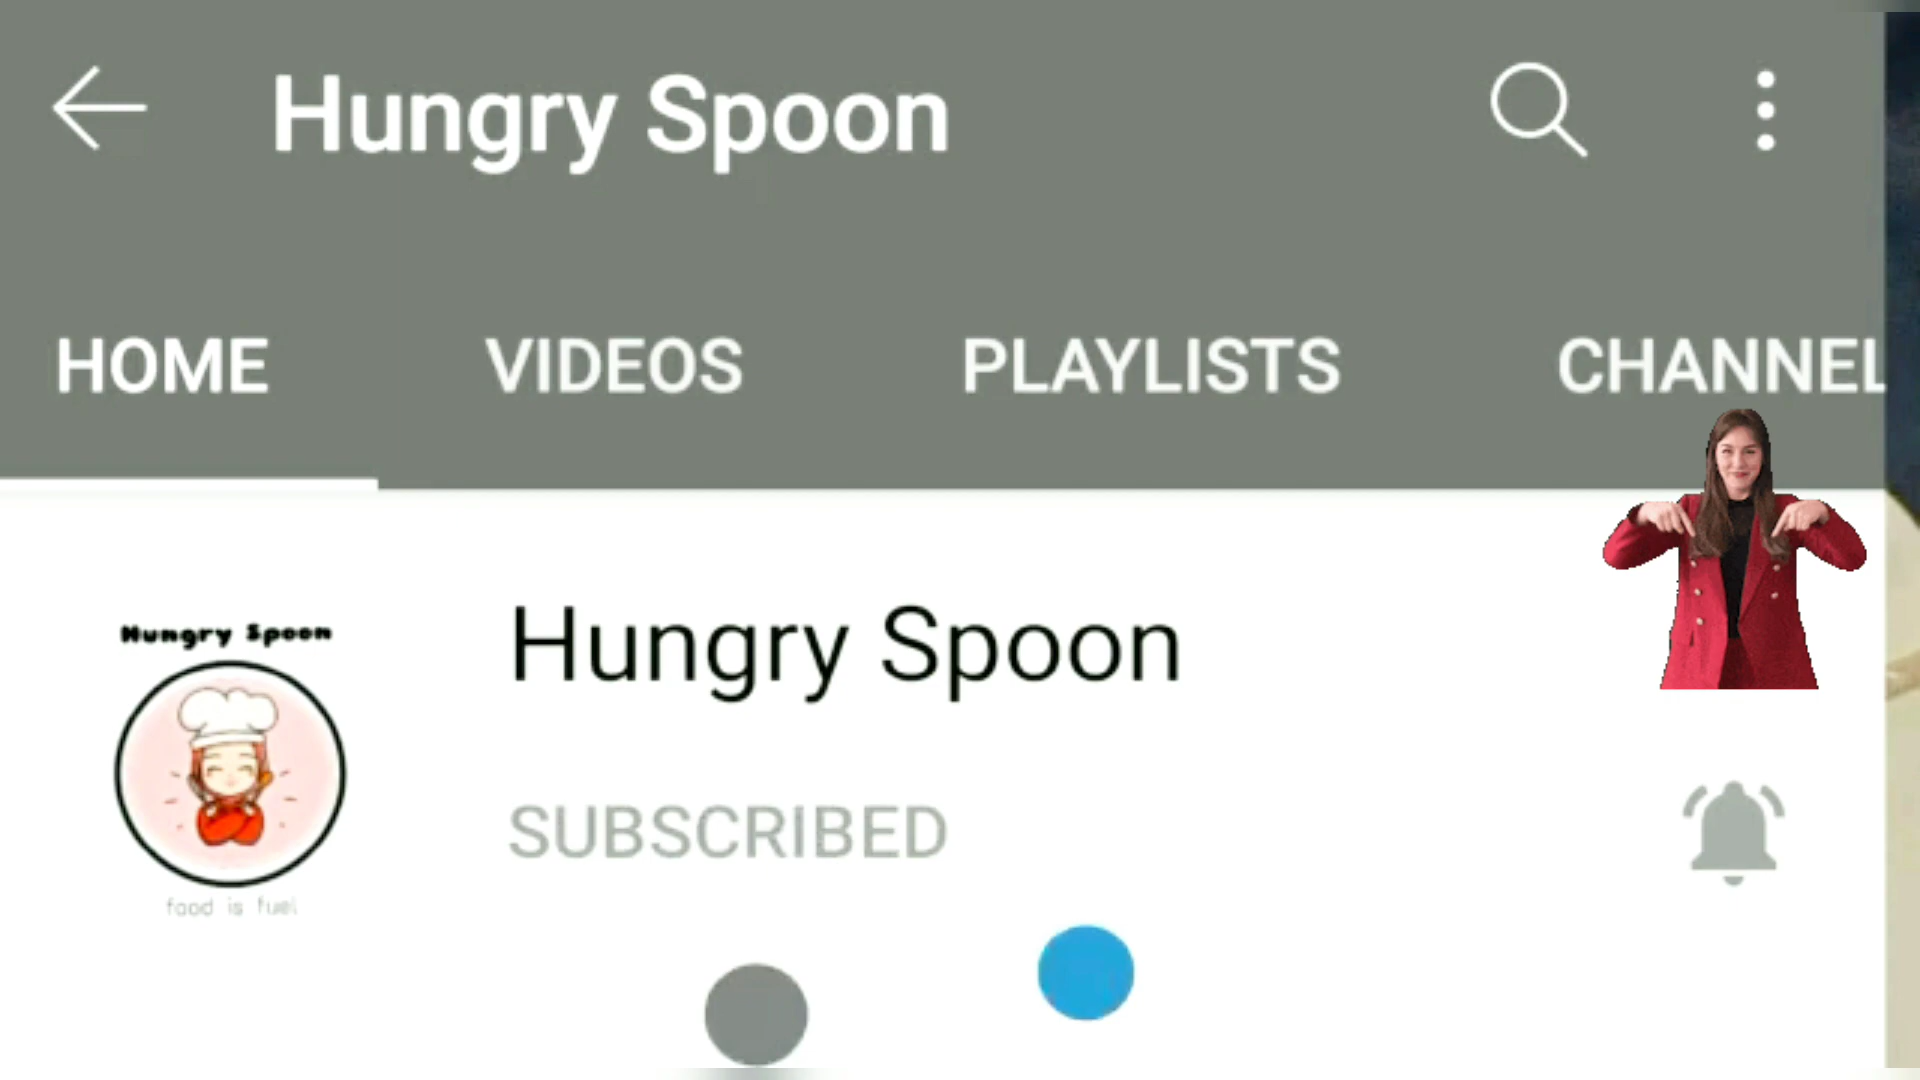 Hungry Spoon
HOME VIDEOS PLAYLISTS CHANNEL
Hungry Spoon
Hungry Spoon
SUBSCRIBED
food is fuel